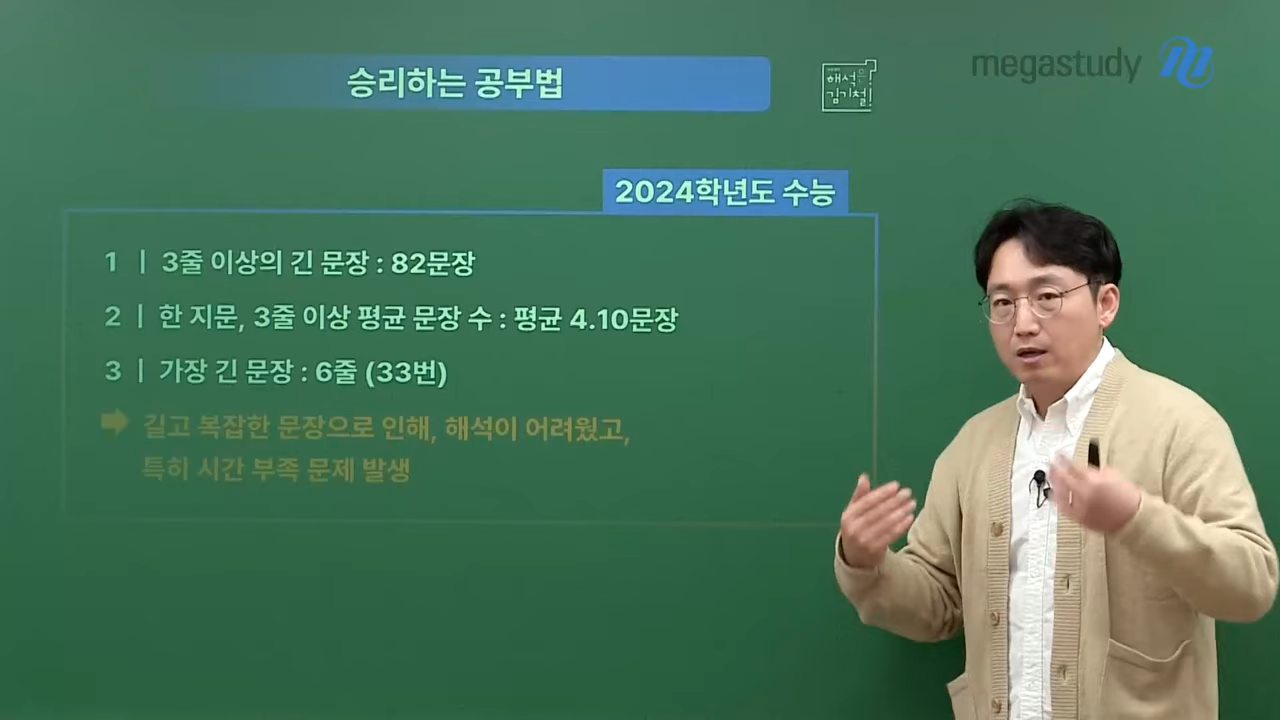 승리하는 공부법
해석은!
김기철!
megastudy
2024학년도 수능
1 | 3줄 이상의 긴 문장 : 82문장
2 | 한 지문, 3줄 이상 평균 문장 수 : 평균 4.10문장
3 | 가장 긴 문장 : 6줄 (33번)
길고 복잡한 문장으로 인해, 해석이 어려웠고,
특히 시간 부족 문제 발생